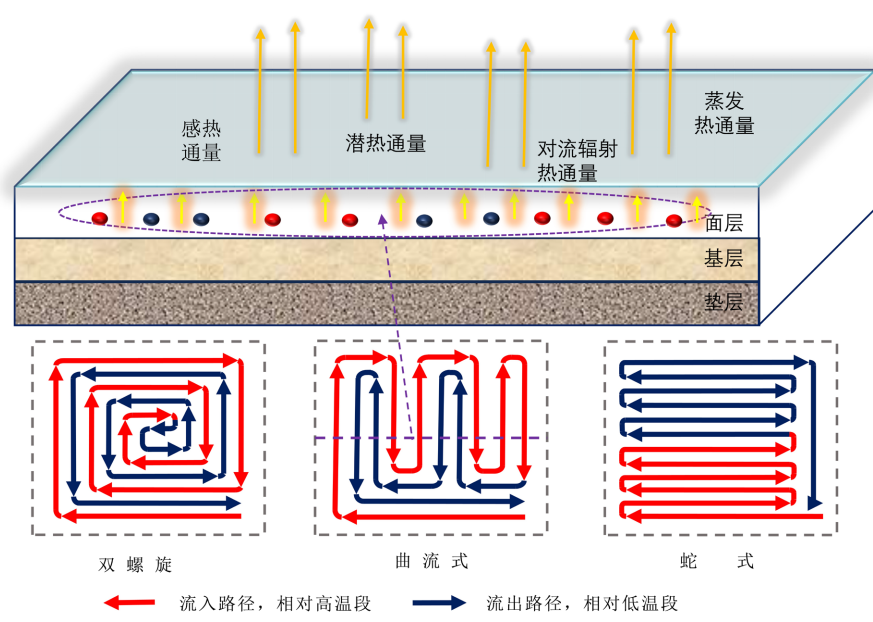 感热
通量
潜热通量
对流辐射
热通量
蒸发
热通量
面层
基层
垫层
双 螺 旋
曲 流 式
蛇 式
流入路径，相对高温段
流出路径，相对低温段